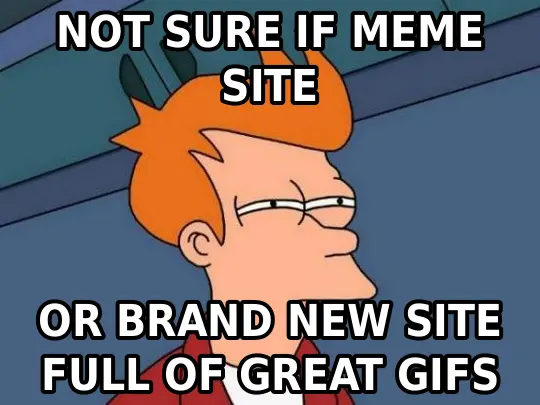 NOT SURE IF MEME
SITE
OR BRAND NEW SITE
FULL OF GREAT GIFS